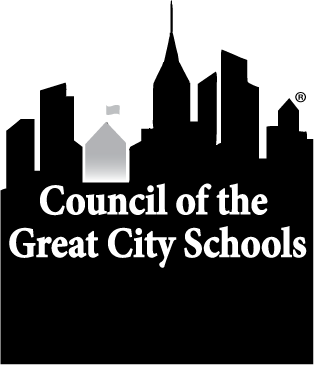 ®
Council of the
Great City Schools